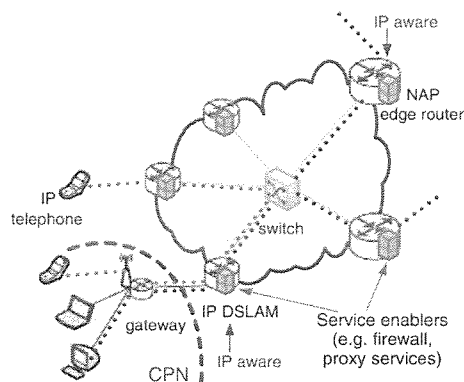 IP aware
NAP
edge router
IP
telephone
switch
gateway
IP DSLAM
Service enablers
(e.g. firewall,
proxy services)
IP aware
CPN